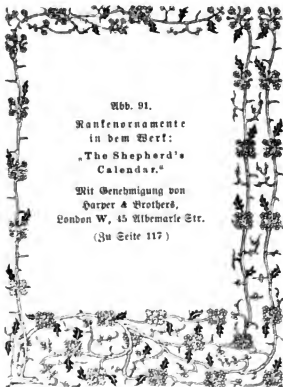 Abb. 91.
Rankenornamente
in dem Werk:
„The Shepherd's
Calendar.“
Mit Genehmigung von
Harper & Brothers,
London W, 45 Albemarle Str.
(Zu Seite 117)